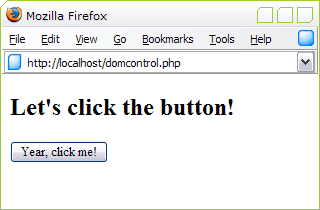 Mozilla Firefox
File Edit View Go Bookmarks Tools Help
http://localhost/domcontrol.php
Let's click the button!
Year, click me!